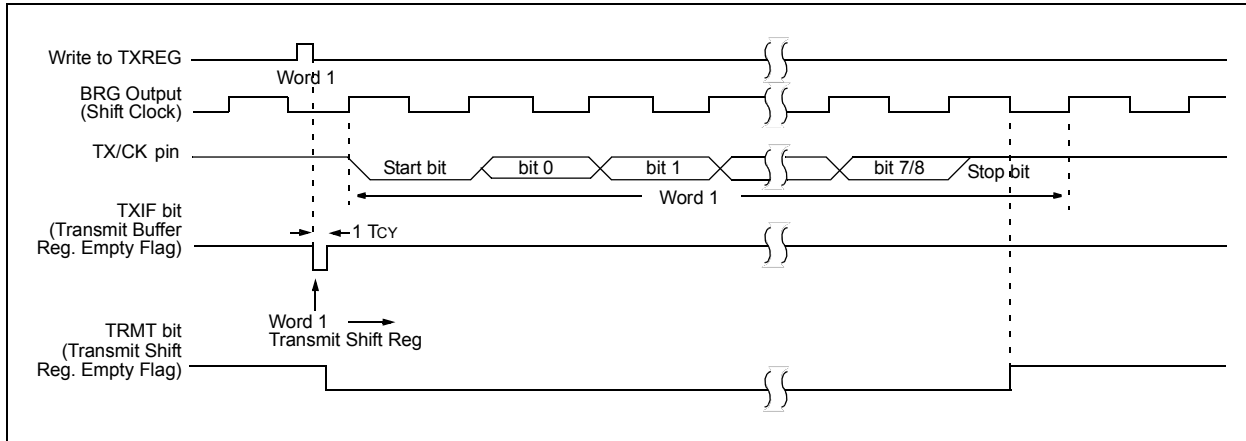 Write to TXREG
Word 1
BRG Output
(Shift Clock)
TX/CK pin
Start bit
bit 0
bit 1
bit 7/8
Stop bit
Word 1
TXIF bit
(Transmit Buffer
Reg. Empty Flag)
1 TCY
Word 1
Transmit Shift Reg
TRMT bit
(Transmit Shift
Reg. Empty Flag)